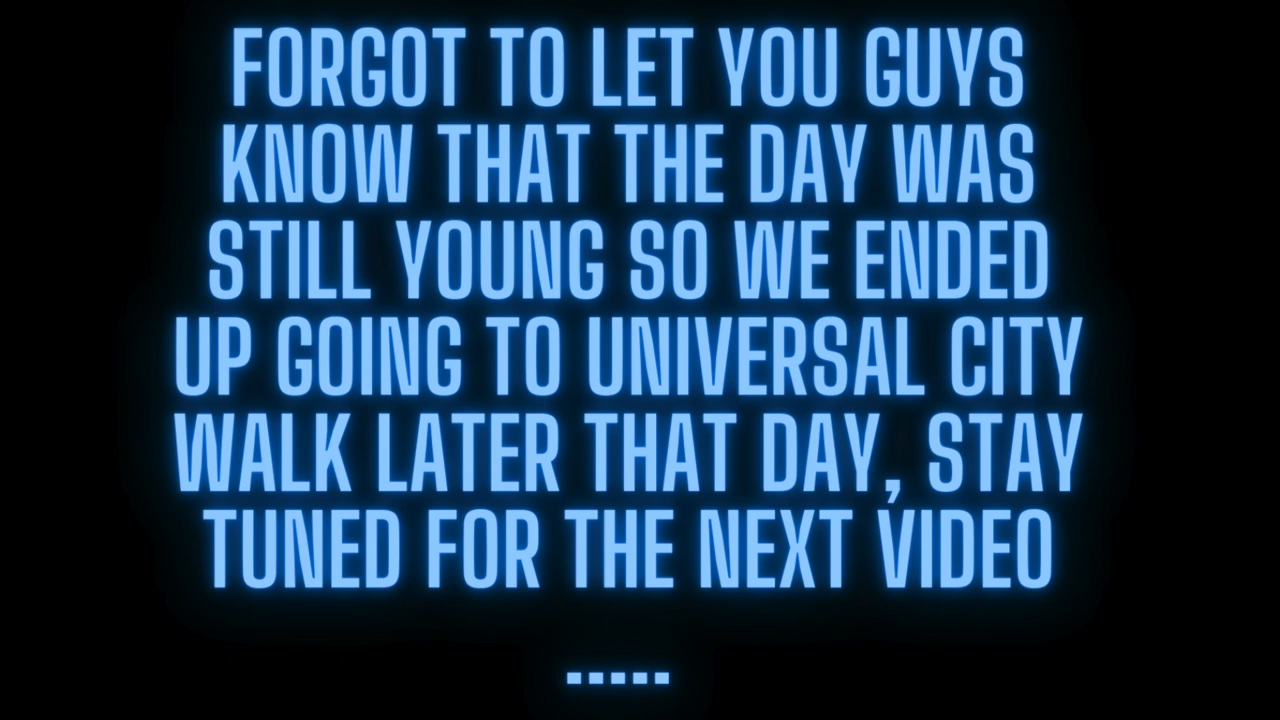 FORGOT TO LET YOU GUYS
KNOW THAT THE DAY WAS
STILL YOUNG SO WE ENDED
UP GOING TO UNIVERSAL CITY
WALK LATER THAT DAY, STAY
TUNED FOR THE NEXT VIDEO
.....